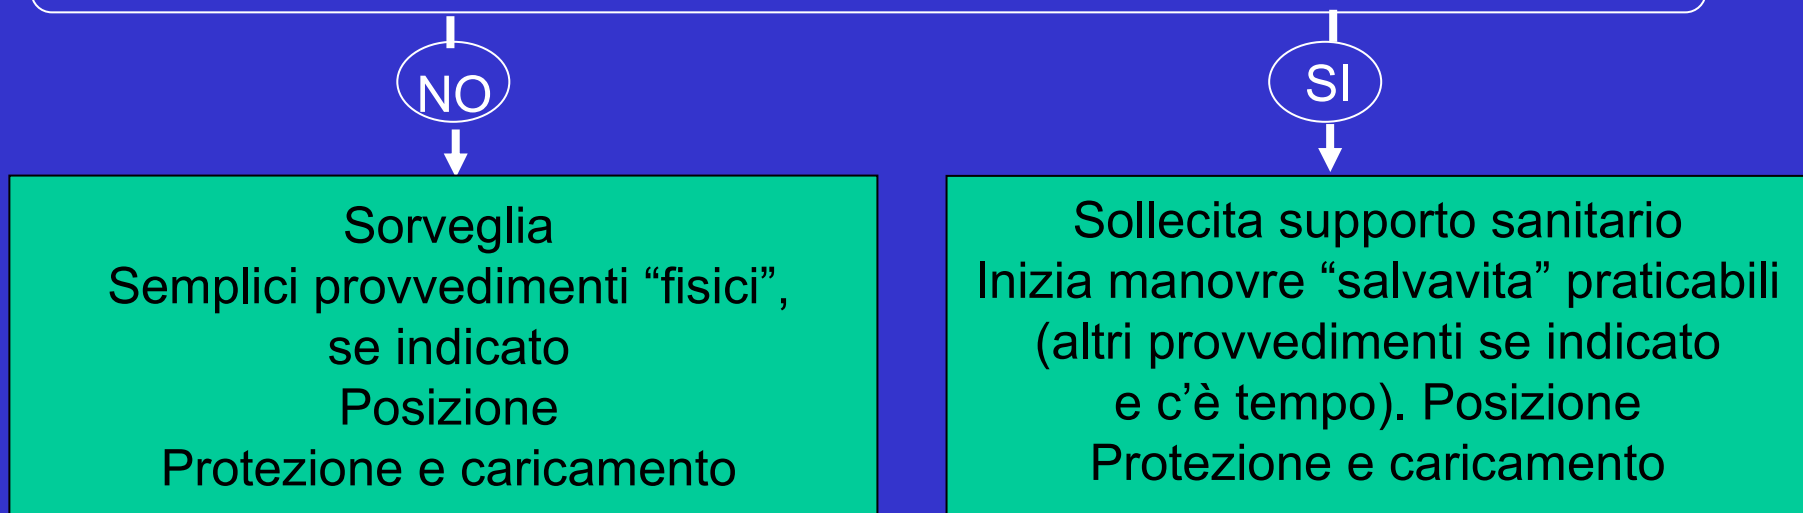 NO
SI
Sorveglia
Semplici provvedimenti “fisici”,
se indicato
Posizione
Protezione e caricamento
Sollecita supporto sanitario
Inizia manovre “salvavita” praticabili
(altri provvedimenti se indicato
e c’è tempo). Posizione
Protezione e caricamento